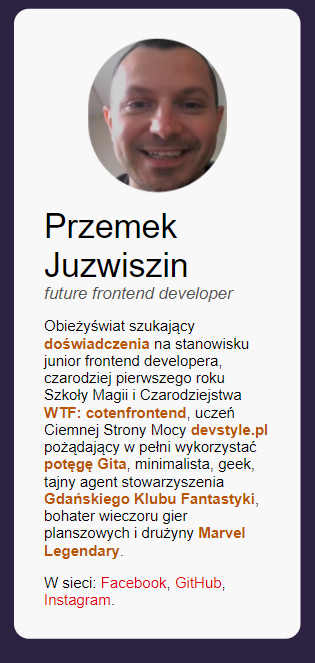 Przemek
Juzwiszin
future frontend developer
Obieżyświat szukający
doświadczenia na stanowisku
junior frontend developera,
czarodziej pierwszego roku
Szkoły Magii i Czarodziejstwa
WTF: cotenfrontend, uczeń
Ciemnej Strony Mocy devstyle.pl
pożądający w pełni wykorzystać
potęgę Gita, minimalista, geek,
tajny agent stowarzyszenia
Gdańskiego Klubu Fantastyki,
bohater wieczoru gier
planszowych i drużyny Marvel
Legendary.
W sieci: Facebook, GitHub,
Instagram.